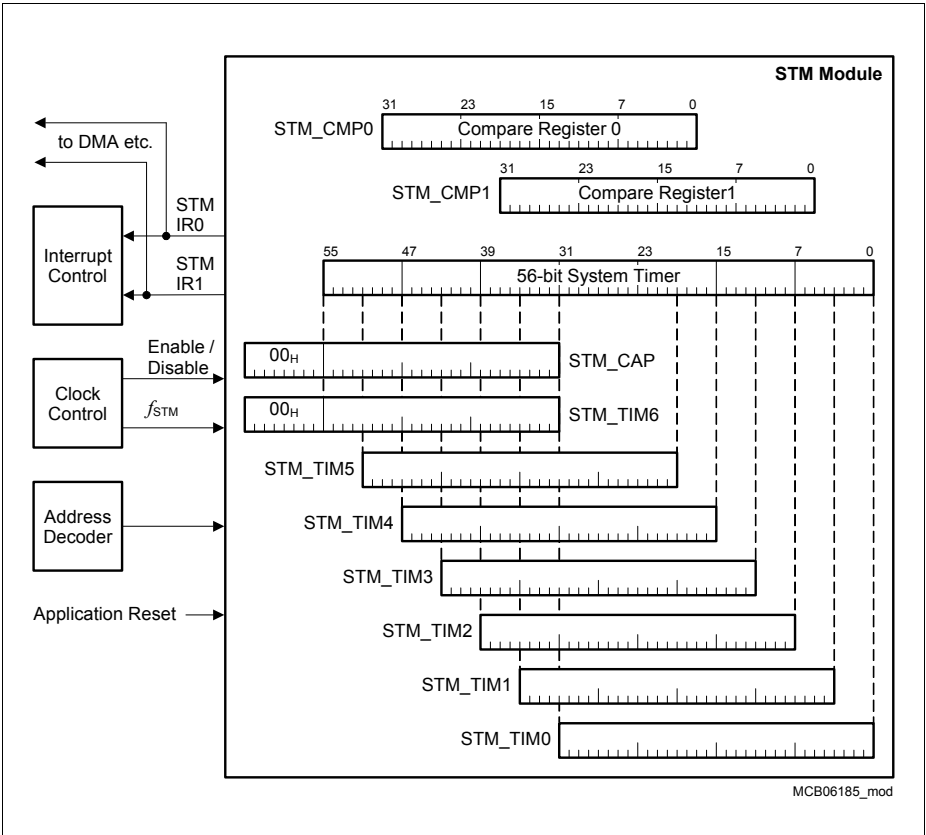 STM Module
31 23 15 7 0
STM_CMP0 Compare Register 0
31 23 15 7 0
STM_CMP1 Compare Register1
to DMA etc.
STM
IR0
STM
IR1
Interrupt
Control
55 47 39 31 23 15 7 0
56-bit System Timer
Enable /
Disable
00H STM_CAP
Clock
Control
fSTM
00H STM_TIM6
STM_TIM5
Address
Decoder
STM_TIM4
STM_TIM3
Application Reset
STM_TIM2
STM_TIM1
STM_TIM0
MCB06185_mod